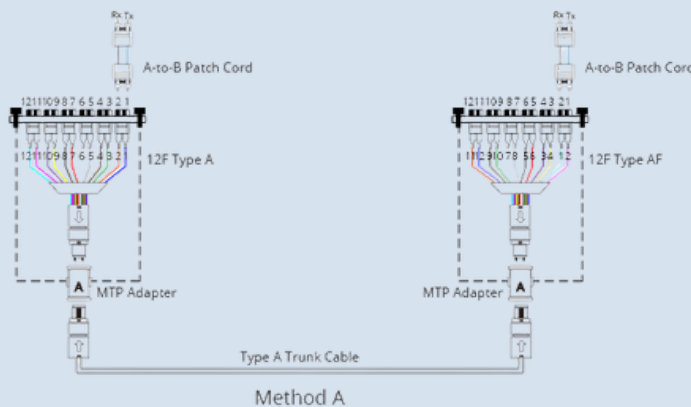 Rx Tx
Rx Tx
A-to-B Patch Cord
A-to-B Patch Cord
12 11 10 9 8 7 6 5 4 3 2 1
12 11 10 9 8 7 6 5 4 3 2 1
12 11 10 9 8 7 6 5 4 3 2 1
11 12 9 10 7 8 5 6 3 4 1 2
12F Type A
12F Type AF
A
A
MTP Adapter
MTP Adapter
Type A Trunk Cable
Method A